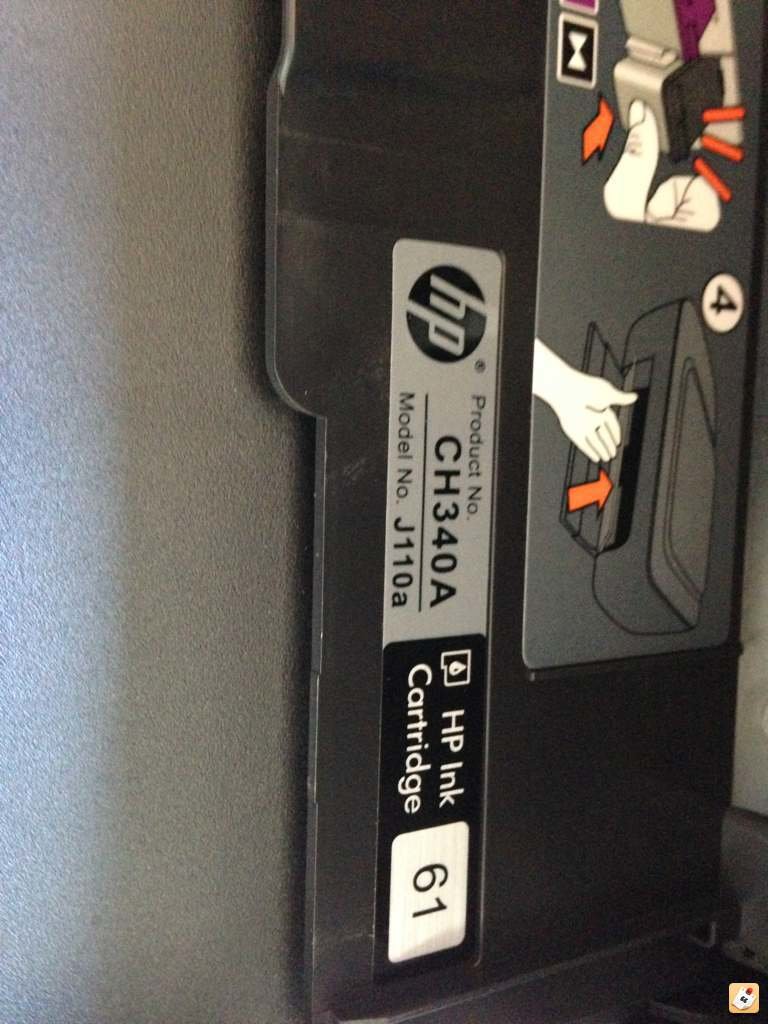 4
hp®
Product No.
CH340A
Model No. J110a
HP Ink
Cartridge
61